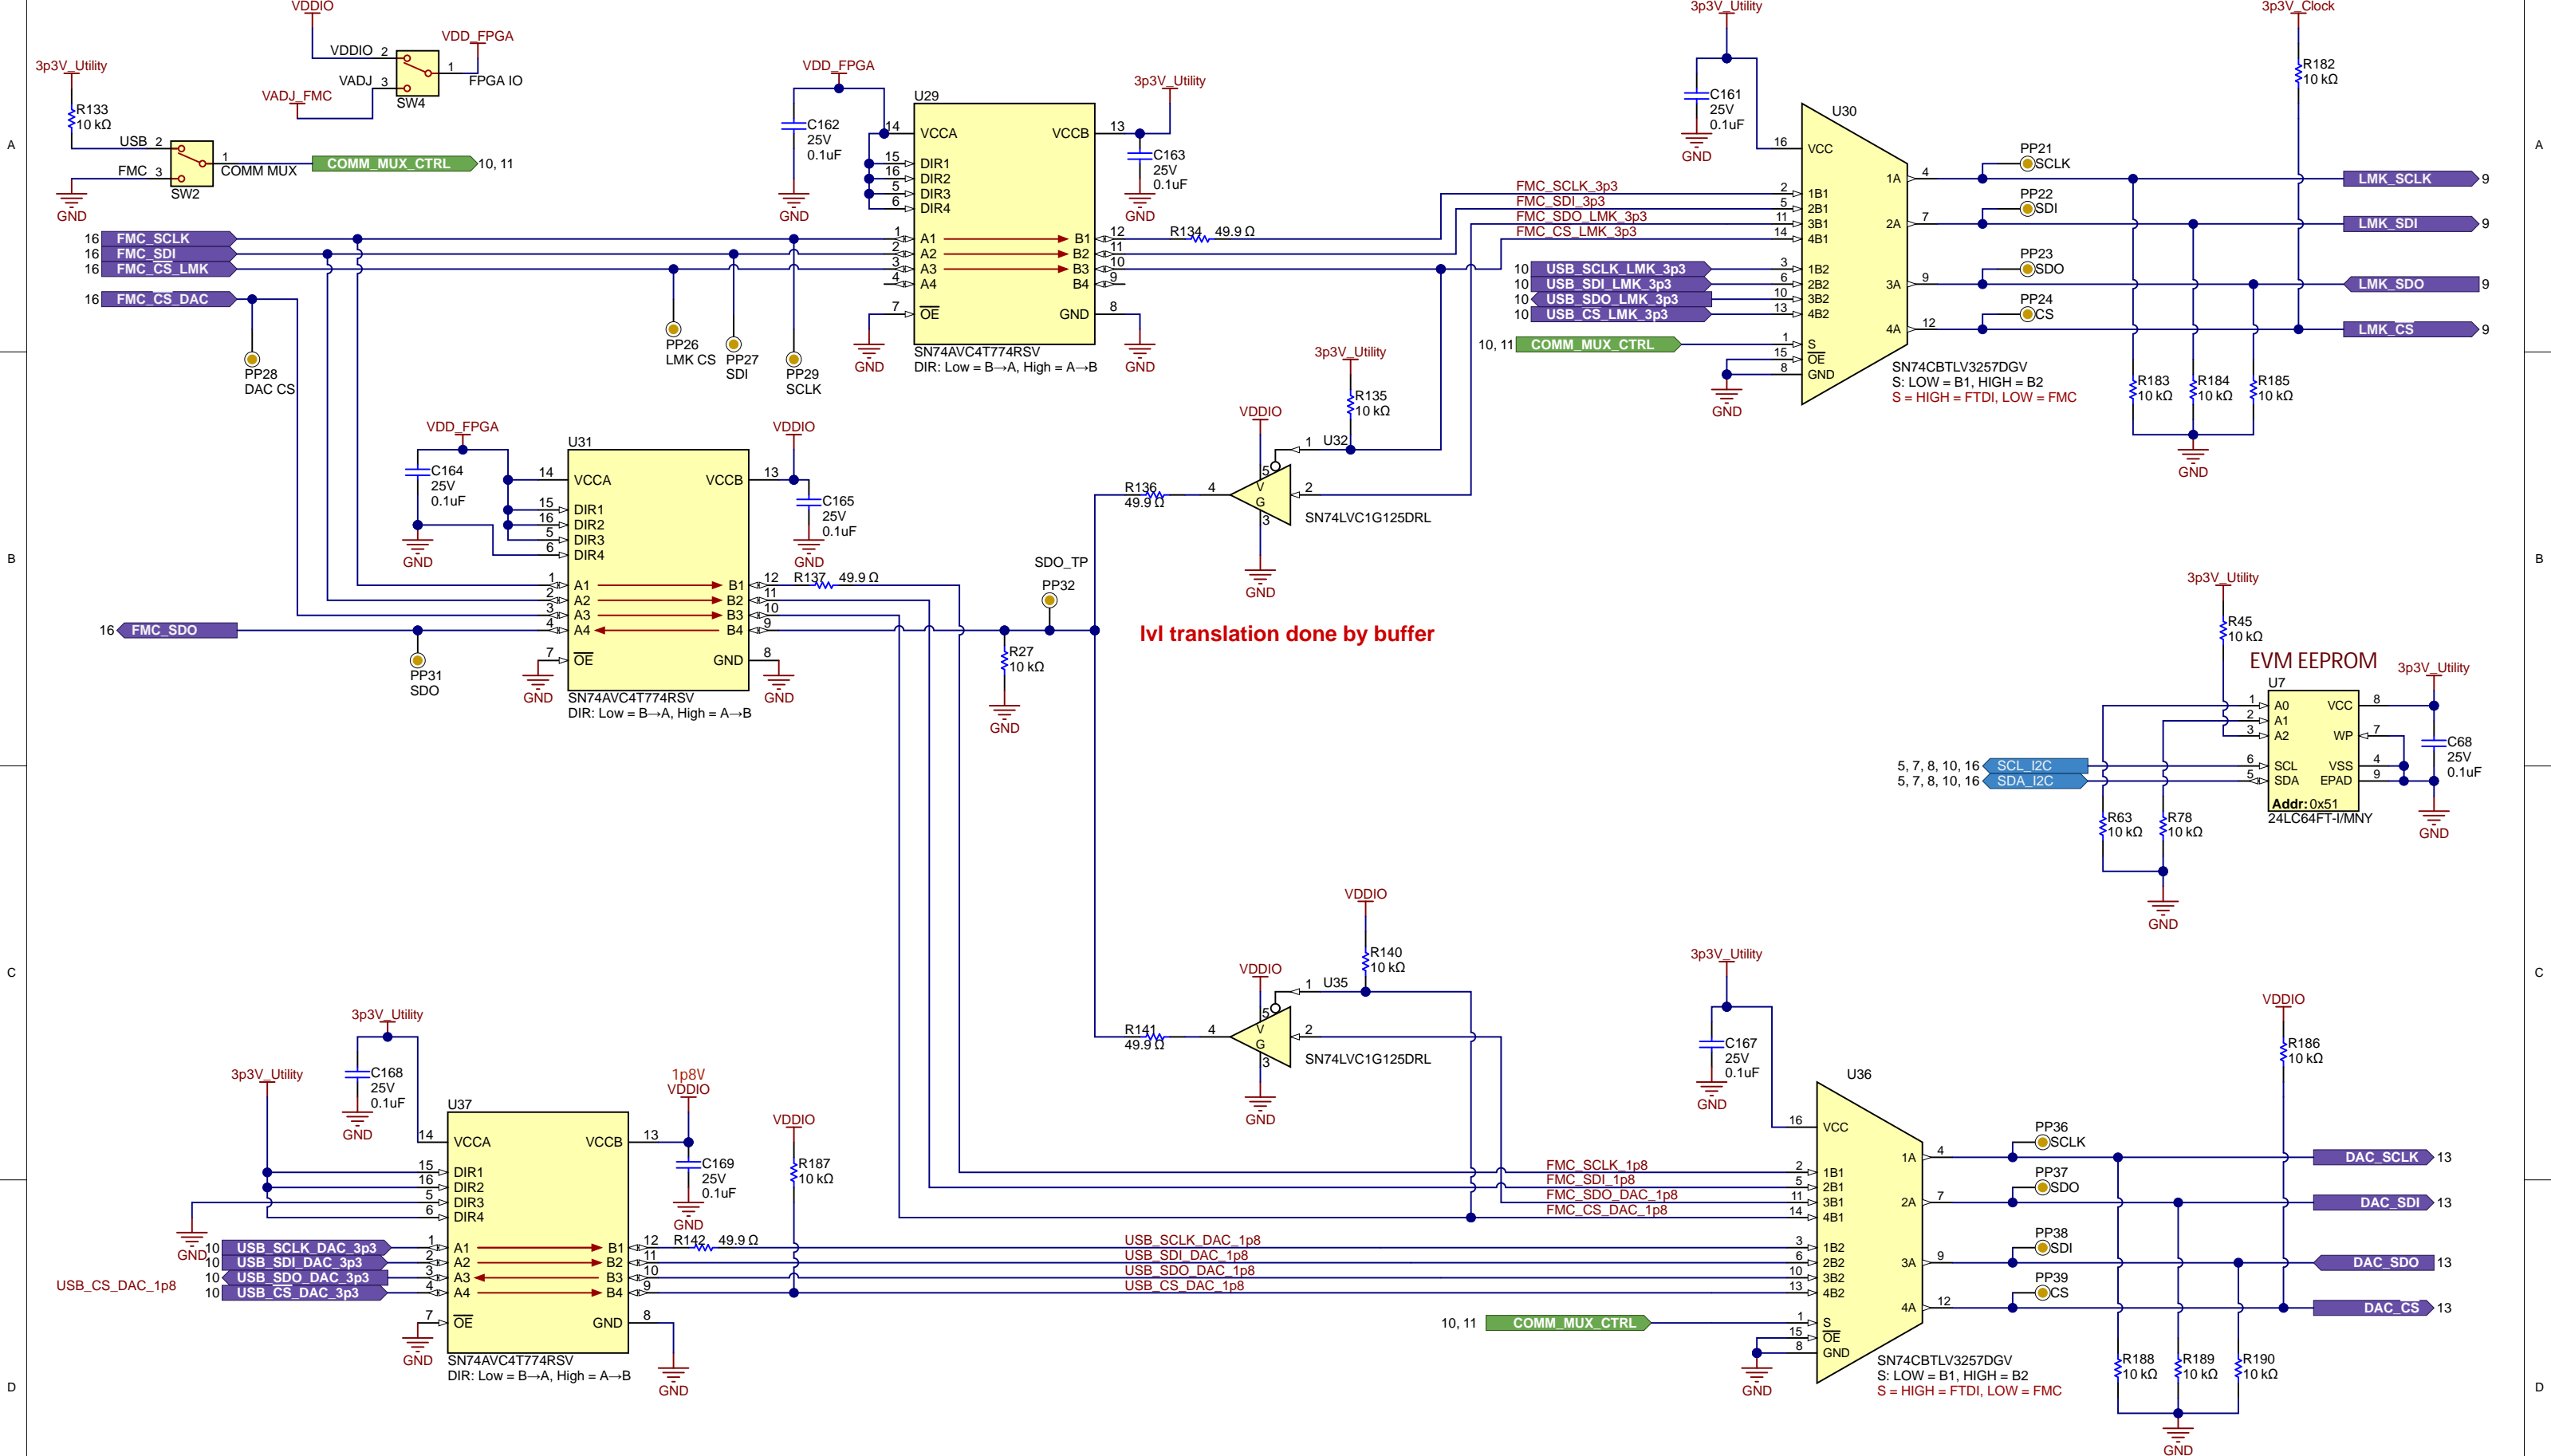 VDDIO
VDDIO 2
VDD_FPGA
1
FPGA IO
VADJ 3
SW4
VADJ_FMC
3p3V_Utility
R133
10 kΩ
USB 2
FMC 3
1
COMM MUX
SW2
GND
COMM_MUX_CTRL 10, 11
16 FMC_SCLK
16 FMC_SDI
16 FMC_CS_LMK
16 FMC_CS_DAC
PP28
DAC CS
PP26
LMK CS
PP27
SDI
PP29
SCLK
VDD_FPGA
C162
25V
0.1uF
GND
U29
3p3V_Utility
14 VCCA VCCB 13
15 DIR1
16 DIR2
5 DIR3
6 DIR4
C163
25V
0.1uF
GND
1 A1 B1 12
2 A2 B2 11
3 A3 B3 10
4 A4 B4 9
7 OE GND 8
GND
GND
SN74AVC4T774RSV
DIR: Low = B→A, High = A→B
R134 49.9 Ω
3p3V_Utility
C161
25V
0.1uF
GND
U30
16 VCC
FMC_SCLK_3p3 2 1B1
FMC_SDI_3p3 5 2B1
FMC_SDO_LMK_3p3 11 3B1
FMC_CS_LMK_3p3 14 4B1
10 USB_SCLK_LMK_3p3 3 1B2
10 USB_SDI_LMK_3p3 6 2B2
10 USB_SDO_LMK_3p3 10 3B2
10 USB_CS_LMK_3p3 13 4B2
10, 11 COMM_MUX_CTRL 1 S
15 OE
8 GND
GND
1A 4
2A 7
3A 9
4A 12
SN74CBTLV3257DGV
S: LOW = B1, HIGH = B2
S = HIGH = FTDI, LOW = FMC
PP21
SCLK
PP22
SDI
PP23
SDO
PP24
CS
3p3V_Clock
R182
10 kΩ
LMK_SCLK 9
LMK_SDI 9
LMK_SDO 9
LMK_CS 9
R183
10 kΩ
R184
10 kΩ
R185
10 kΩ
GND
3p3V_Utility
R135
10 kΩ
VDDIO
1 U32
5
V
G
3
4
2
R136
49.9 Ω
SN74LVC1G125DRL
GND
VDD_FPGA
C164
25V
0.1uF
GND
U31
VDDIO
14 VCCA VCCB 13
15 DIR1
16 DIR2
5 DIR3
6 DIR4
C165
25V
0.1uF
GND
1 A1 B1 12
2 A2 B2 11
3 A3 B3 10
4 A4 B4 9
7 OE GND 8
GND
GND
SN74AVC4T774RSV
DIR: Low = B→A, High = A→B
R137 49.9 Ω
16 FMC_SDO
PP31
SDO
SDO_TP
PP32
R27
10 kΩ
GND
lvl translation done by buffer
3p3V_Utility
R45
10 kΩ
EVM EEPROM
3p3V_Utility
U7
1 A0 VCC 8
2 A1
3 A2 WP 7
6 SCL VSS 4
5 SDA EPAD 9
Addr: 0x51
24LC64FT-I/MNY
C68
25V
0.1uF
GND
5, 7, 8, 10, 16 SCL_I2C
5, 7, 8, 10, 16 SDA_I2C
R63
10 kΩ
R78
10 kΩ
GND
VDDIO
R140
10 kΩ
VDDIO
1 U35
5
V
G
3
4
2
R141
49.9 Ω
SN74LVC1G125DRL
GND
3p3V_Utility
C167
25V
0.1uF
GND
U36
16 VCC
FMC_SCLK_1p8 2 1B1
FMC_SDI_1p8 5 2B1
FMC_SDO_DAC_1p8 11 3B1
FMC_CS_DAC_1p8 14 4B1
USB_SCLK_DAC_1p8 3 1B2
USB_SDI_DAC_1p8 6 2B2
USB_SDO_DAC_1p8 10 3B2
USB_CS_DAC_1p8 13 4B2
10, 11 COMM_MUX_CTRL 1 S
15 OE
8 GND
GND
1A 4
2A 7
3A 9
4A 12
SN74CBTLV3257DGV
S: LOW = B1, HIGH = B2
S = HIGH = FTDI, LOW = FMC
PP36
SCLK
PP37
SDO
PP38
SDI
PP39
CS
VDDIO
R186
10 kΩ
DAC_SCLK 13
DAC_SDI 13
DAC_SDO 13
DAC_CS 13
R188
10 kΩ
R189
10 kΩ
R190
10 kΩ
GND
3p3V_Utility
C168
25V
0.1uF
GND
3p3V_Utility
GND
U37
1p8V
VDDIO
14 VCCA VCCB 13
15 DIR1
16 DIR2
5 DIR3
6 DIR4
C169
25V
0.1uF
GND
VDDIO
R187
10 kΩ
10 USB_SCLK_DAC_3p3 1 A1 B1 12
10 USB_SDI_DAC_3p3 2 A2 B2 11
10 USB_SDO_DAC_3p3 3 A3 B3 10
10 USB_CS_DAC_3p3 4 A4 B4 9
USB_CS_DAC_1p8
R142 49.9 Ω
7 OE GND 8
GND
GND
SN74AVC4T774RSV
DIR: Low = B→A, High = A→B
A
A
B
B
C
C
D
D